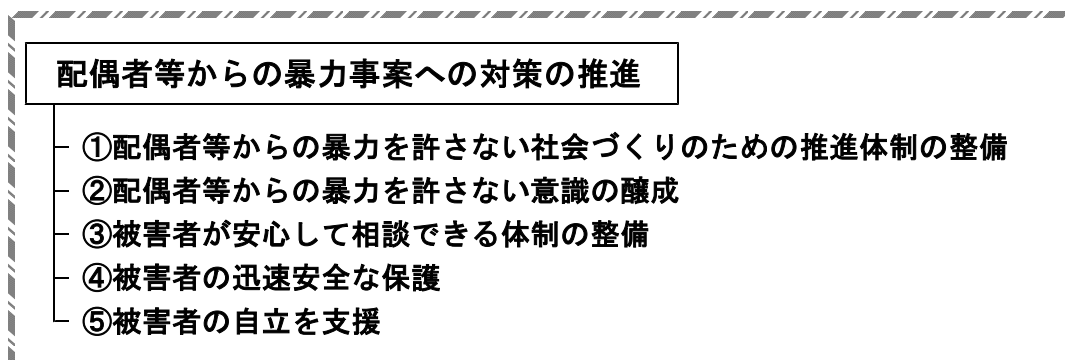 配偶者等からの暴力事案への対策の推進
①配偶者等からの暴力を許さない社会づくりのための推進体制の整備
②配偶者等からの暴力を許さない意識の醸成
③被害者が安心して相談できる体制の整備
④被害者の迅速安全な保護
⑤被害者の自立を支援